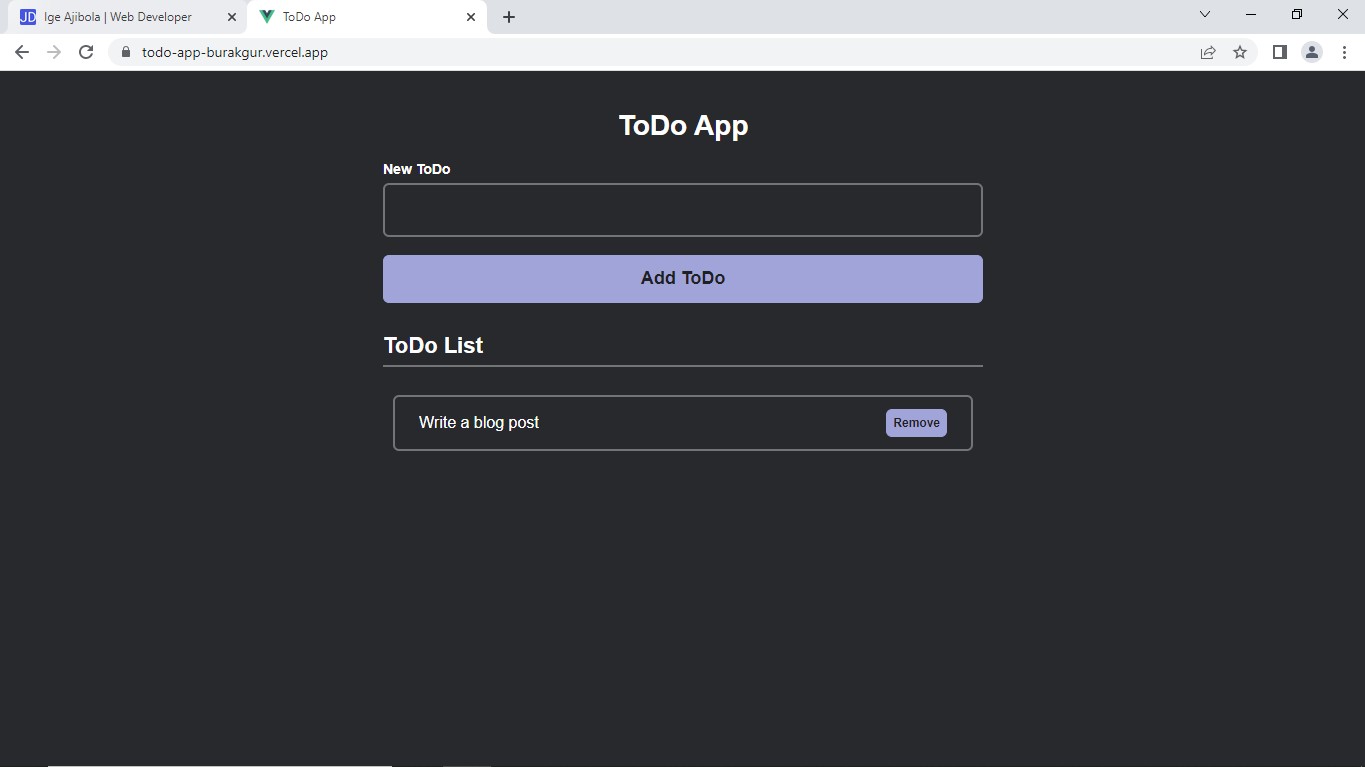 JD Ige Ajibola | Web Developer
ToDo App
todo-app-burakgur.vercel.app
ToDo App
New ToDo
Add ToDo
ToDo List
Write a blog post
Remove